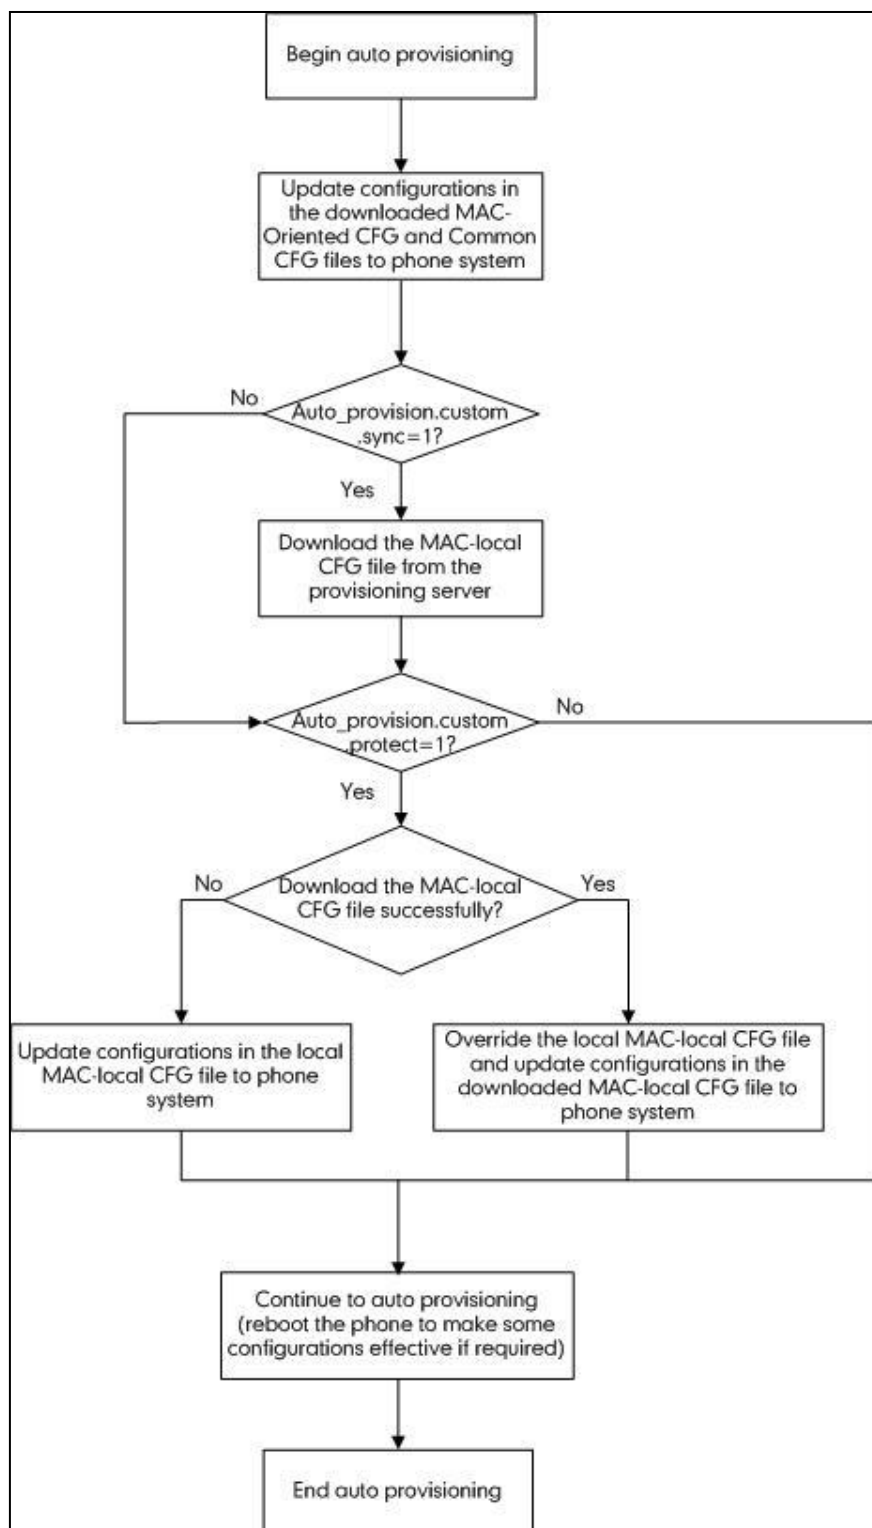 Begin auto provisioning
Update configurations in
the downloaded MAC-
Oriented CFG and Common
CFG files to phone system
No
Auto_provision.custom
.sync=1?
Yes
Download the MAC-local
CFG file from the
provisioning server
Auto_provision.custom
.protect=1?
No
Yes
No
Download the MAC-local
CFG file successfully?
Yes
Update configurations in the local
MAC-local CFG file to phone
system
Override the local MAC-local CFG file
and update configurations in the
downloaded MAC-local CFG file to
phone system
Continue to auto provisioning
(reboot the phone to make some
configurations effective if required)
End auto provisioning